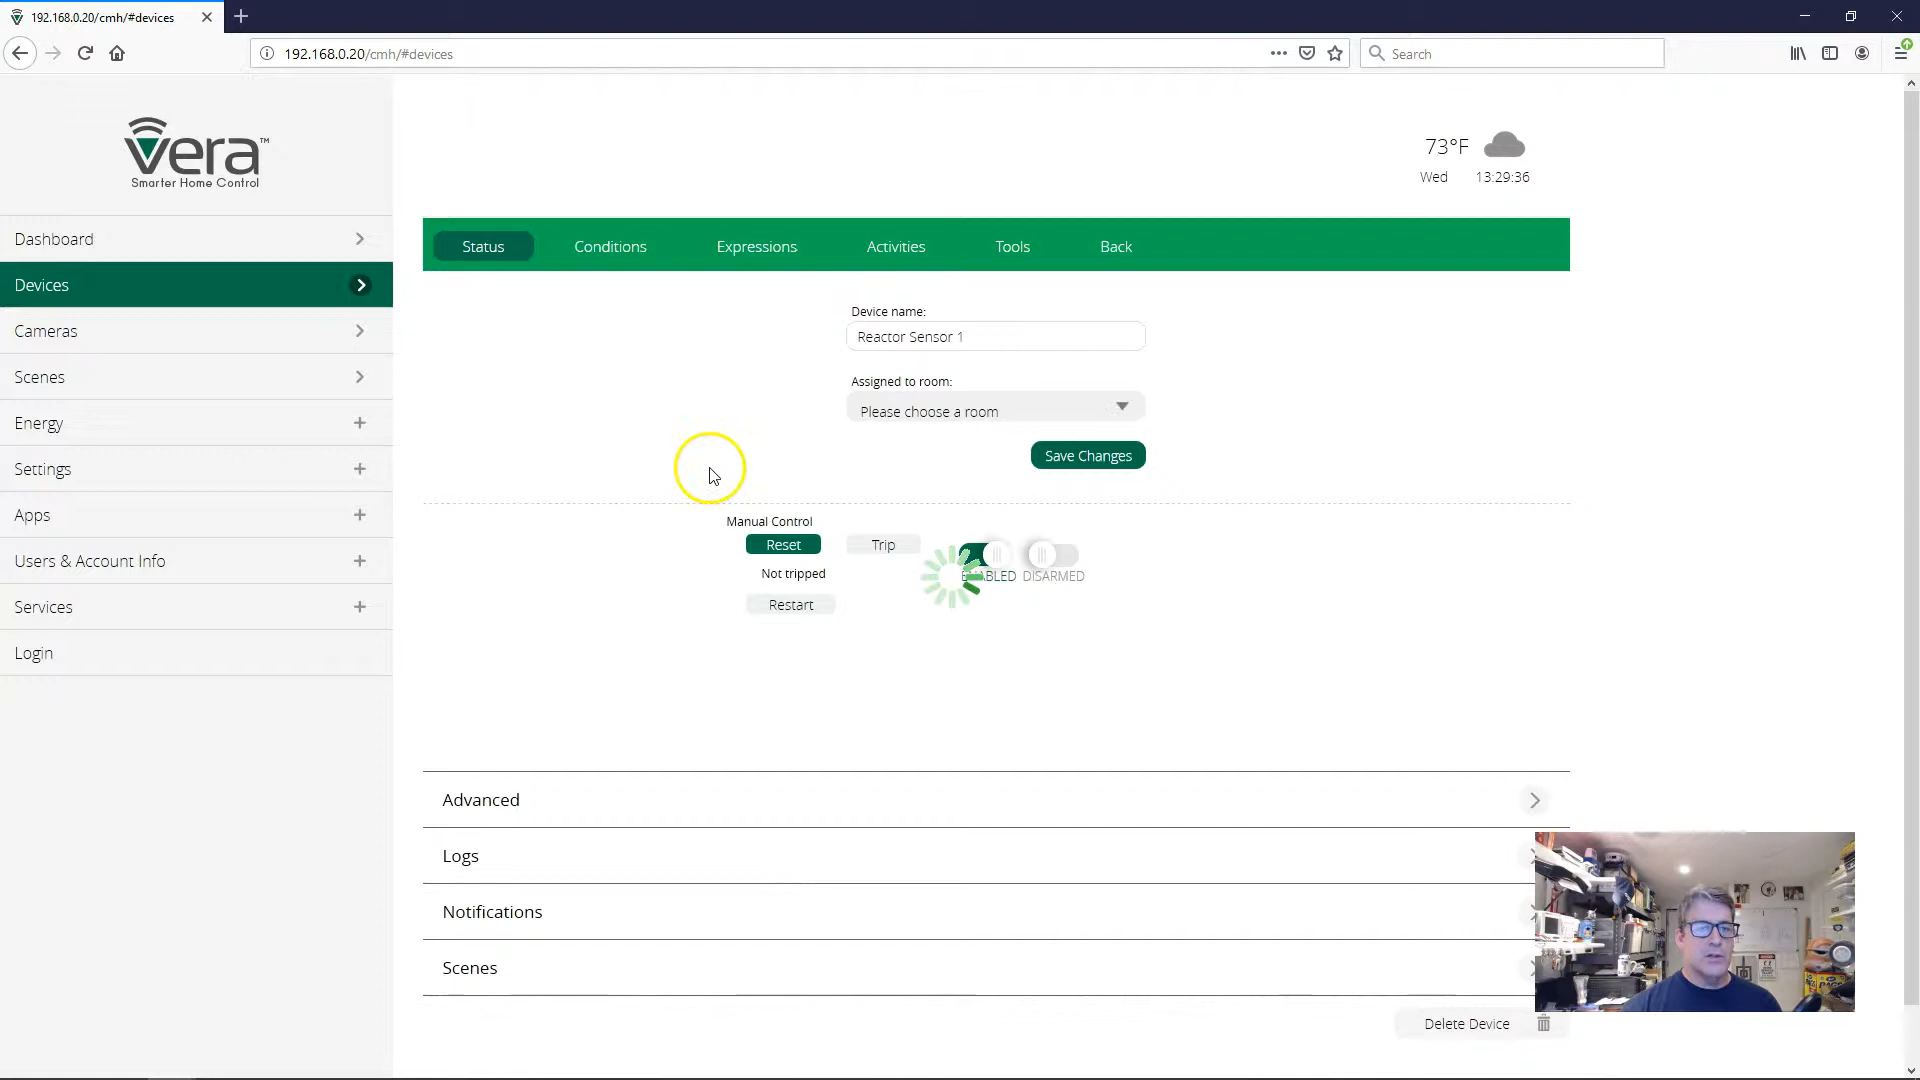 192.168.0.20/cmh/#devices
192.168.0.20/cmh/#devices
Search
Vera™
Smarter Home Control
73°F
Wed 13:29:36
Dashboard
Devices
Cameras
Scenes
Energy
Settings
Apps
Users & Account Info
Services
Login
Status Conditions Expressions Activities Tools Back
Device name:
Reactor Sensor 1
Assigned to room:
Please choose a room
Save Changes
Manual Control
Reset Trip
ENABLED DISARMED
Not tripped
Restart
Advanced
Logs
Notifications
Scenes
Delete Device